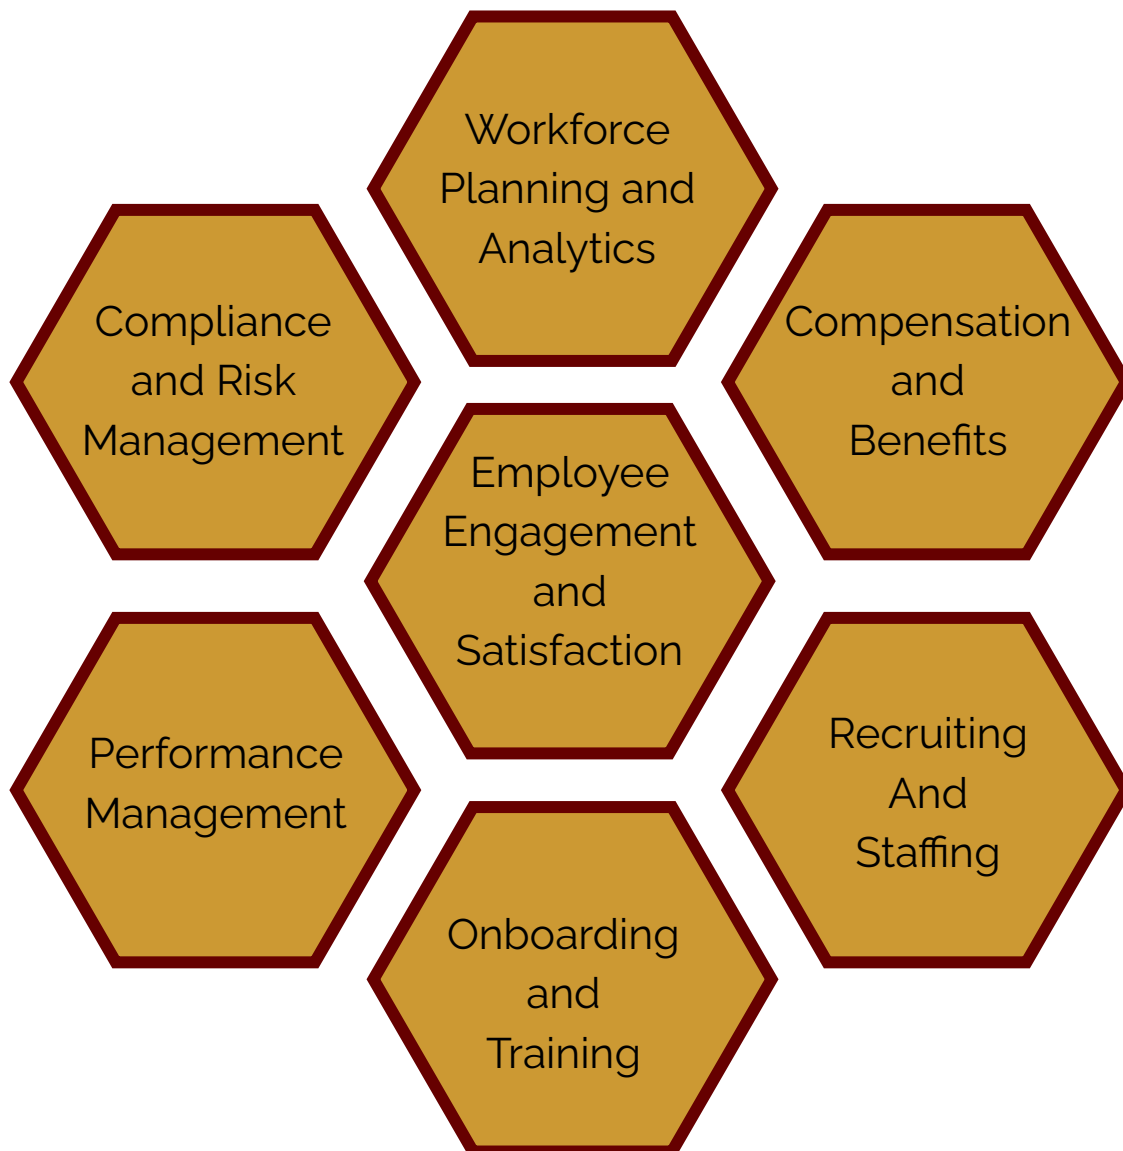 Workforce
Planning and
Analytics
Compliance
and Risk
Management
Compensation
and
Benefits
Employee
Engagement
and
Satisfaction
Performance
Management
Recruiting
And
Staffing
Onboarding
and
Training